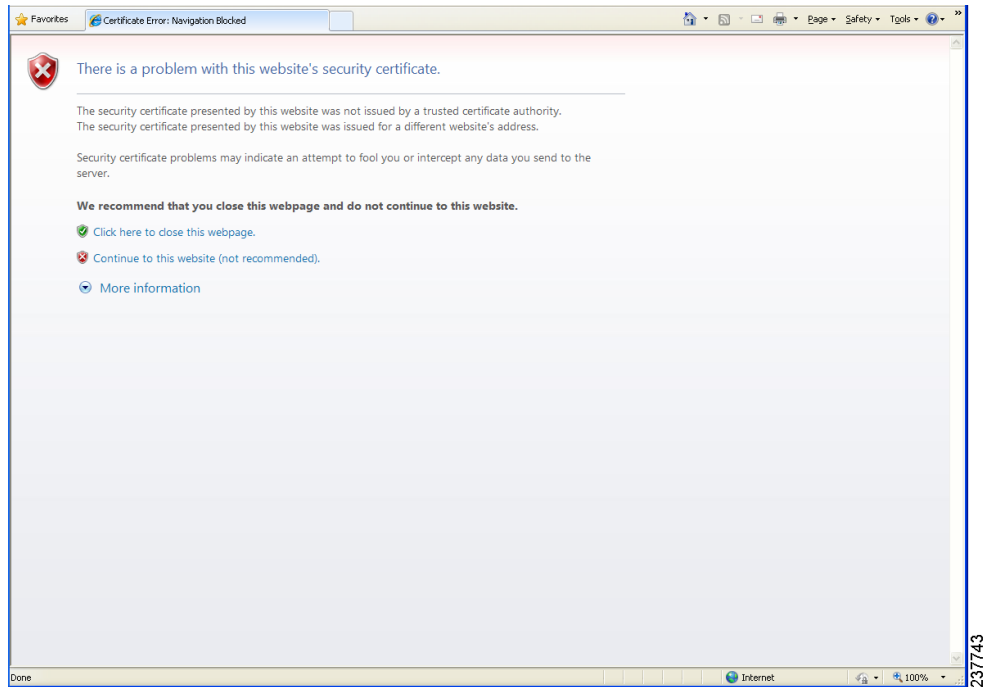 Favorites
Certificate Error: Navigation Blocked
Page
Safety
Tools
»
There is a problem with this website's security certificate.
The security certificate presented by this website was not issued by a trusted certificate authority.
The security certificate presented by this website was issued for a different website's address.
Security certificate problems may indicate an attempt to fool you or intercept any data you send to the
server.
We recommend that you close this webpage and do not continue to this website.
Click here to close this webpage.
Continue to this website (not recommended).
More information
Done
Internet
100%
237743